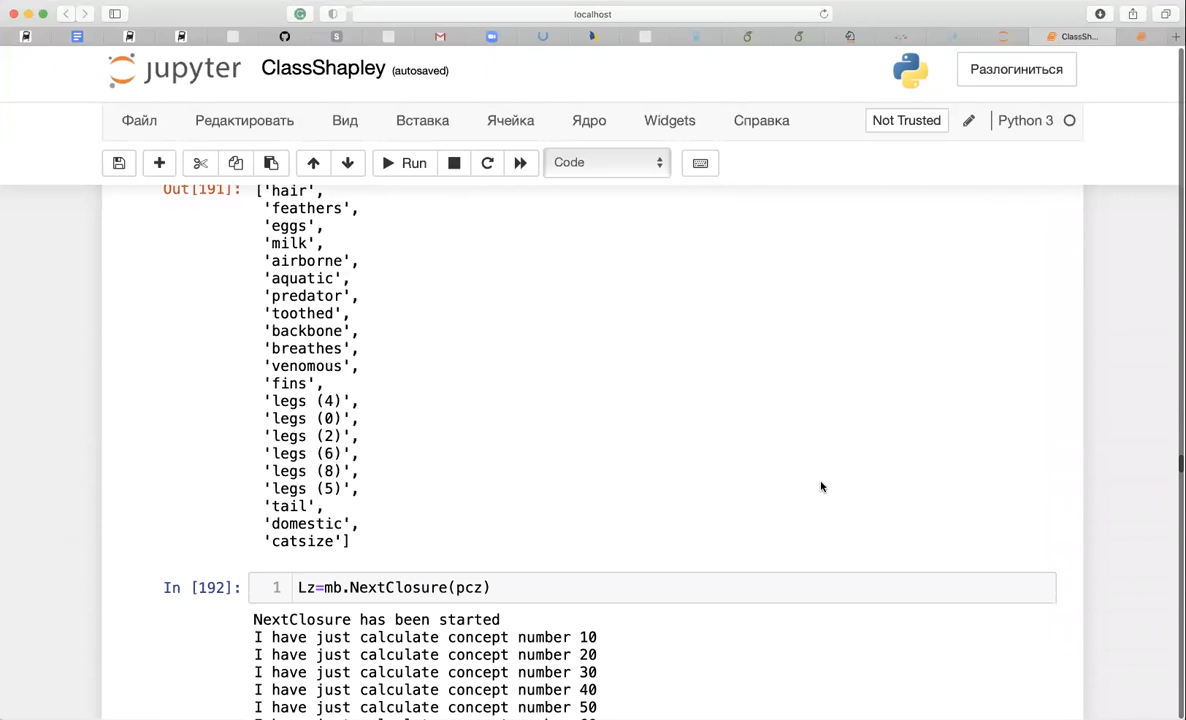 localhost
S
ClassSh...
jupyter ClassShapley (autosaved)
Разлогиниться
Файл Редактировать Вид Вставка Ячейка Ядро Widgets Справка Not Trusted Python 3
Run Code
Out[191]: ['hair',
'feathers',
'eggs',
'milk',
'airborne',
'aquatic',
'predator',
'toothed',
'backbone',
'breathes',
'venomous',
'fins',
'legs (4)',
'legs (0)',
'legs (2)',
'legs (6)',
'legs (8)',
'legs (5)',
'tail',
'domestic',
'catsize']
In [192]: 1 Lz=mb.NextClosure(pcz)
NextClosure has been started
I have just calculate concept number 10
I have just calculate concept number 20
I have just calculate concept number 30
I have just calculate concept number 40
I have just calculate concept number 50